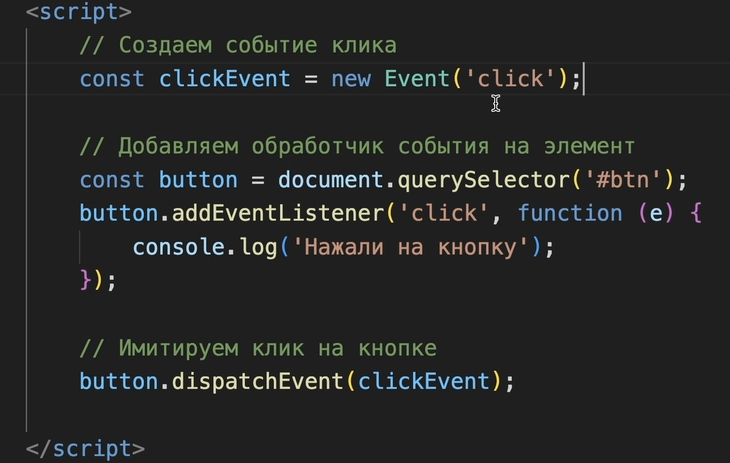 <script>
// Создаем событие клика
const clickEvent = new Event('click');
// Добавляем обработчик события на элемент
const button = document.querySelector('#btn');
button.addEventListener('click', function (e) {
console.log('Нажали на кнопку');
});
// Имитируем клик на кнопке
button.dispatchEvent(clickEvent);
</script>